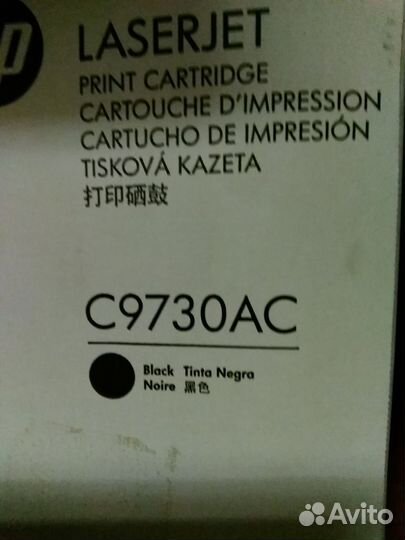 hp
LASERJET
PRINT CARTRIDGE
CARTOUCHE D'IMPRESSION
CARTUCHO DE IMPRESIÓN
TISKOVÁ KAZETA
打印硒鼓
C9730AC
Black Tinta Negra
Noire 黑色
Avito